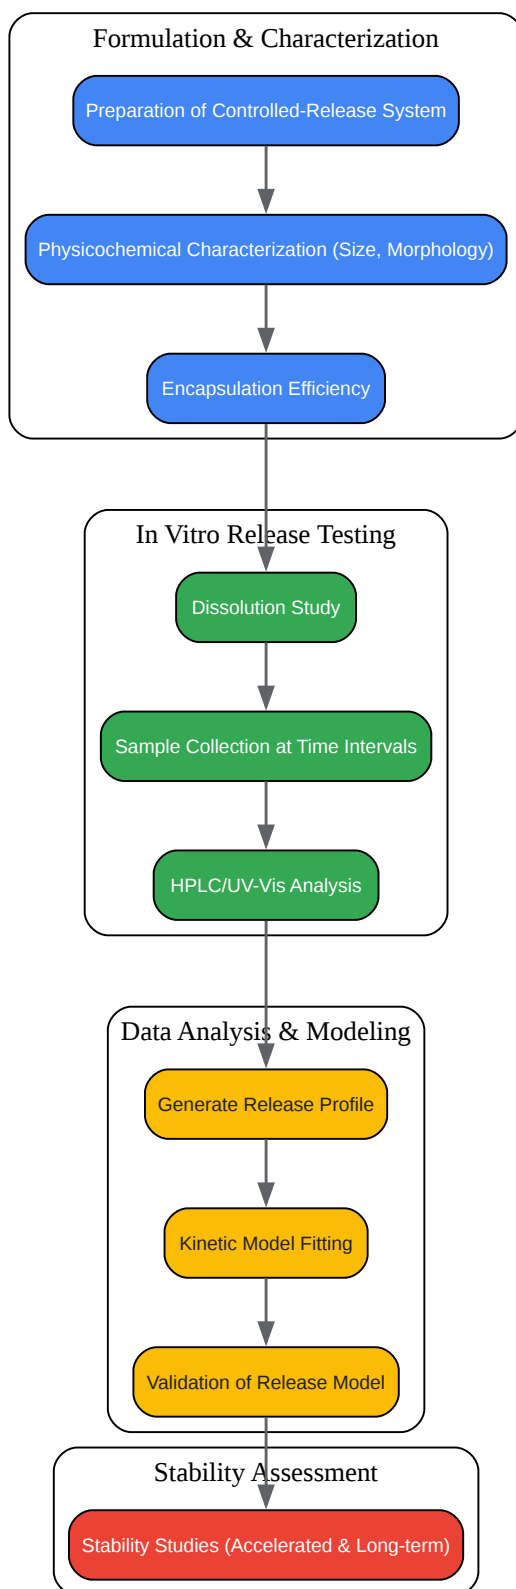 Formulation & Characterization
Preparation of Controlled-Release System
Physicochemical Characterization (Size, Morphology)
Encapsulation Efficiency
In Vitro Release Testing
Dissolution Study
Sample Collection at Time Intervals
HPLC/UV-Vis Analysis
Data Analysis & Modeling
Generate Release Profile
Kinetic Model Fitting
Validation of Release Model
Stability Assessment
Stability Studies (Accelerated & Long-term)